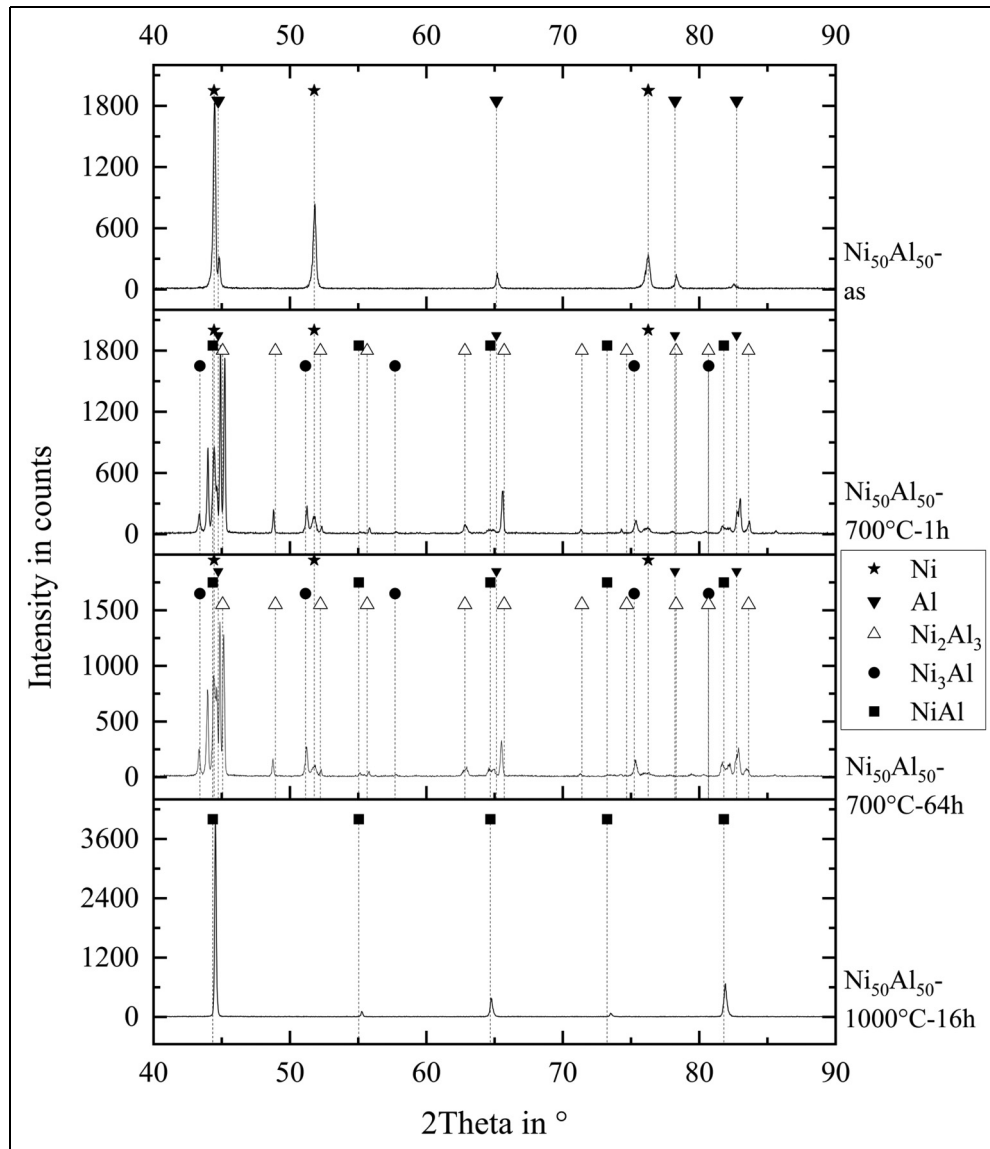 40 50 60 70 80 90
1800
1200
600
0
Ni₅₀Al₅₀-
as
1800
1200
600
0
Ni₅₀Al₅₀-
700°C-1h
Intensity in counts
Ni
Al
Ni₂Al₃
Ni₃Al
NiAl
1500
1000
500
0
Ni₅₀Al₅₀-
700°C-64h
3600
2400
1200
0
Ni₅₀Al₅₀-
1000°C-16h
40 50 60 70 80 90
2Theta in °